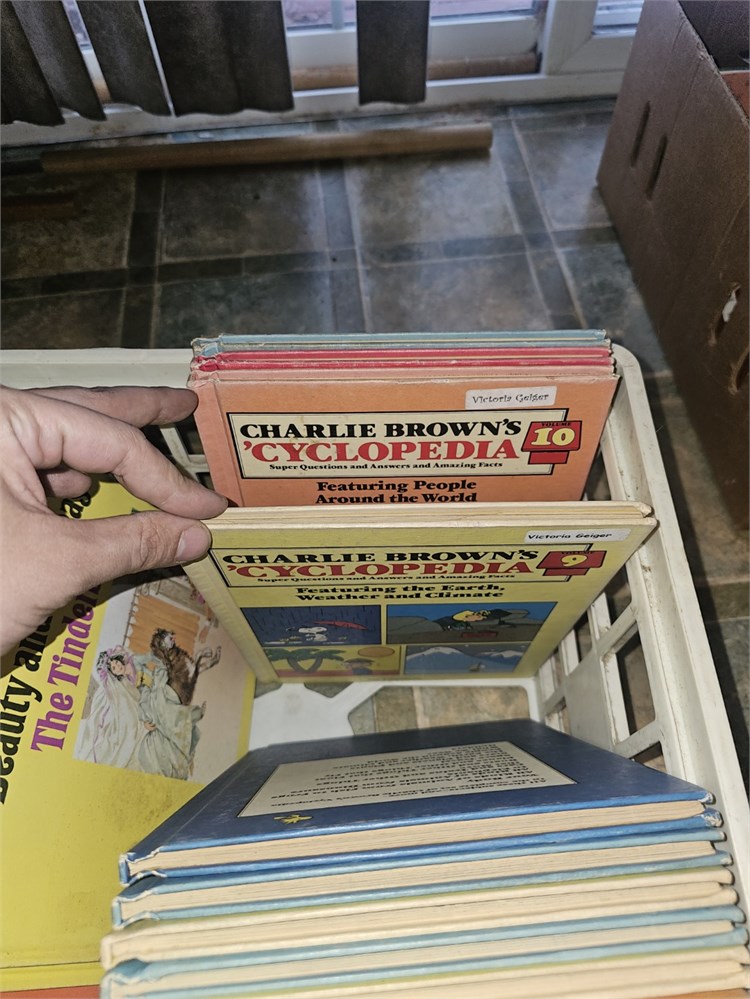 Victoria Geiger
CHARLIE BROWN'S
'CYCLOPEDIA
VOLUME
10
Super Questions and Answers and Amazing Facts
Featuring People
Around the World
Victoria Geiger
CHARLIE BROWN'S
'CYCLOPEDIA
VOLUME
9
Super Questions and Answers and Amazing Facts
Featuring the Earth,
Weather and Climate
Beauty and
The Tinder